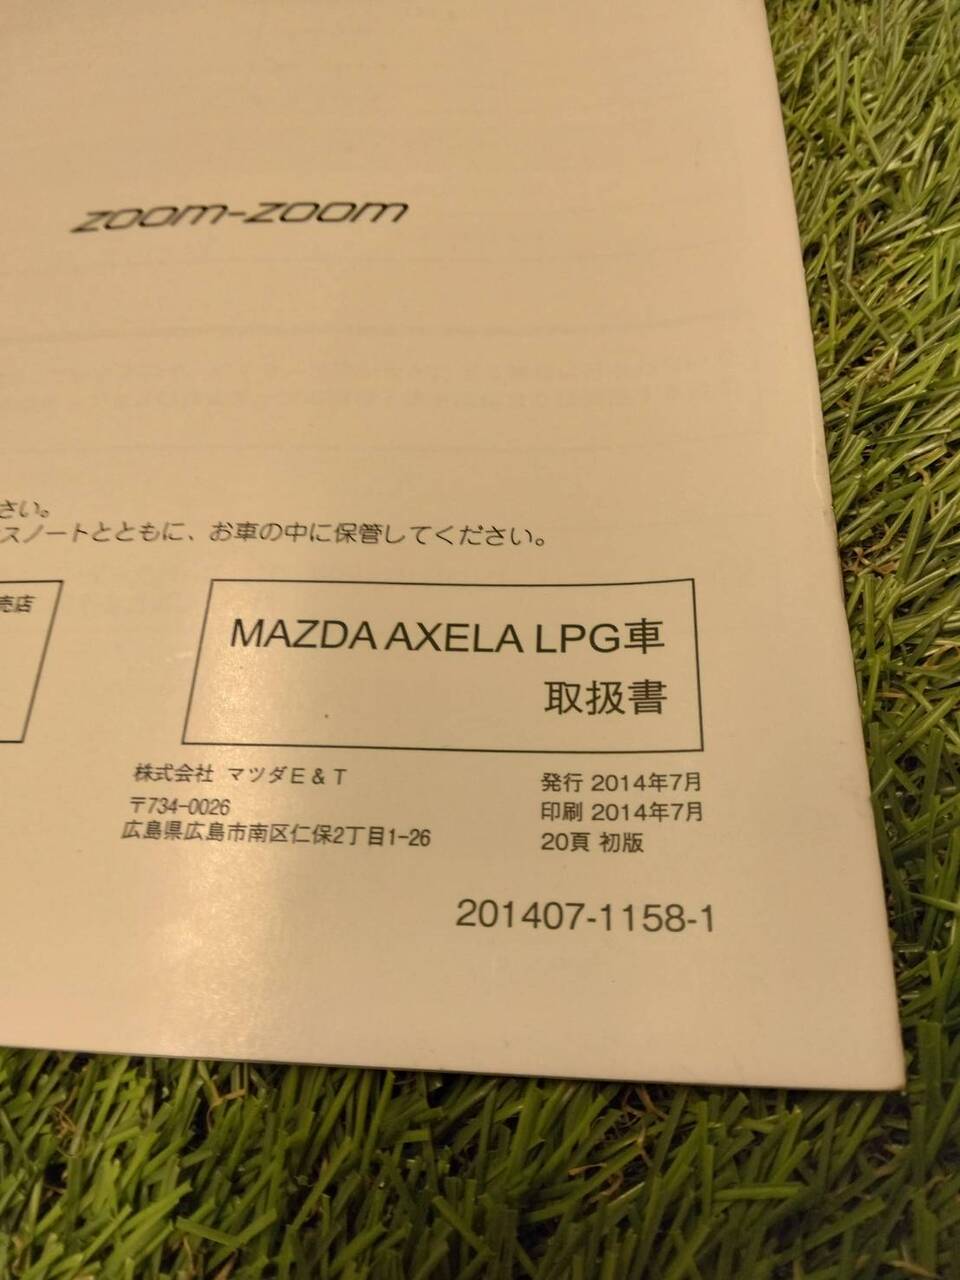 zoom-zoom
さい。
スノートとともに、お車の中に保管してください。
売店
MAZDA AXELA LPG車
取扱書
株式会社 マツダE&T
〒734-0026
広島県広島市南区仁保2丁目1-26
発行 2014年7月
印刷 2014年7月
20頁 初版
201407-1158-1